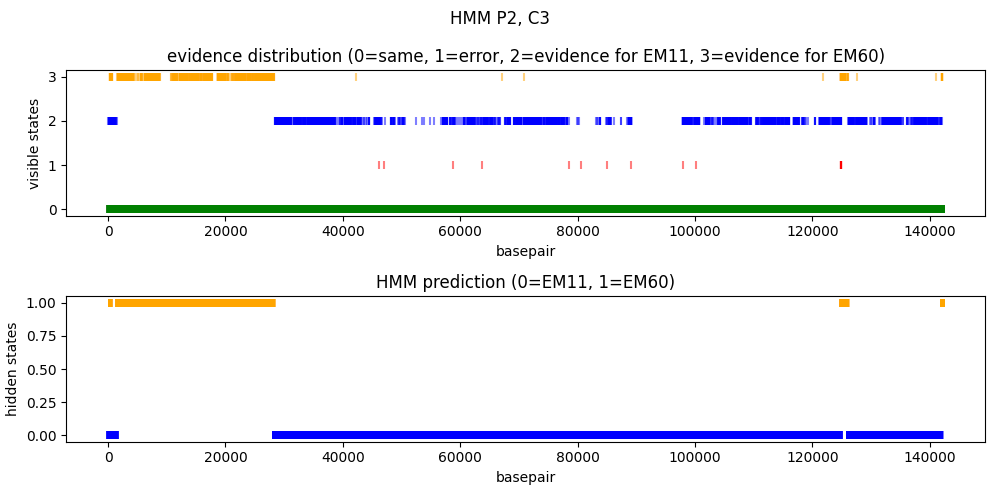 HMM P2, C3
evidence distribution (0=same, 1=error, 2=evidence for EM11, 3=evidence for EM60)
3
2
1
0
visible states
0 20000 40000 60000 80000 100000 120000 140000
basepair
HMM prediction (0=EM11, 1=EM60)
1.00
0.75
0.50
0.25
0.00
hidden states
0 20000 40000 60000 80000 100000 120000 140000
basepair